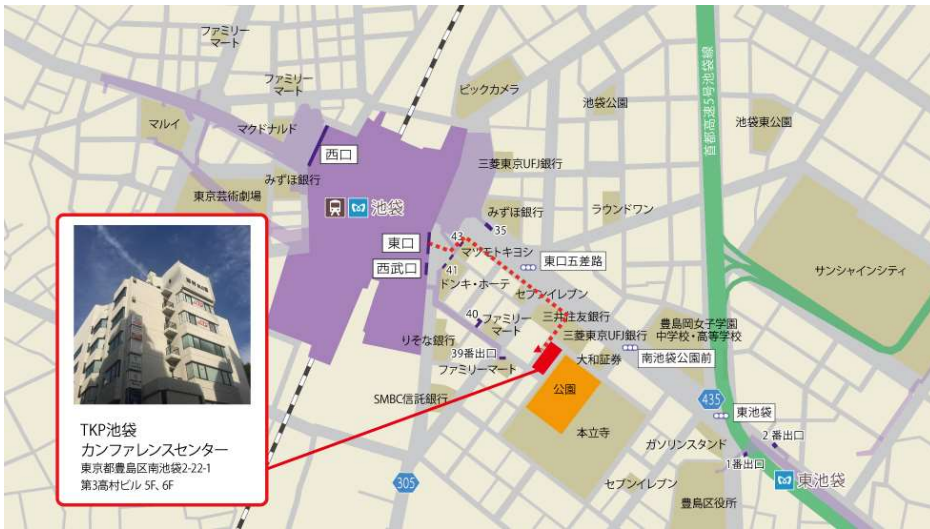 ファミリー
マート
ファミリー
マート
ビックカメラ
池袋公園
首都高速5号池袋線
池袋東公園
マルイ
マクドナルド
西口
みずほ銀行
三菱東京UFJ銀行
東京芸術劇場
池袋
みずほ銀行
ラウンドワン
35
東口
43
マツモトキヨシ
西武口
41
東口五差路
サンシャインシティ
ドンキ・ホーテ
セブンイレブン
40
ファミリー
マート
三井住友銀行
三菱東京UFJ銀行
豊島岡女子学園
中学校・高等学校
りそな銀行
39番出口
ファミリーマート
大和証券
南池袋公園前
公園
SMBC信託銀行
435
東池袋
本立寺
ガソリンスタンド
2番出口
1番出口
305
セブンイレブン
東池袋
豊島区役所
TKP池袋
カンファレンスセンター
東京都豊島区南池袋2-22-1
第3高村ビル 5F、6F